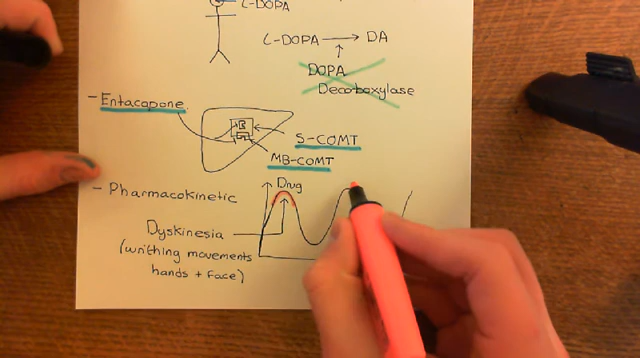 L-DOPA
L-DOPA → DA
DOPA
Decarboxylase
- Entacapone
S-COMT
MB-COMT
- Pharmacokinetic
Drug
Dyskinesia
(writhing movements
hands + face)